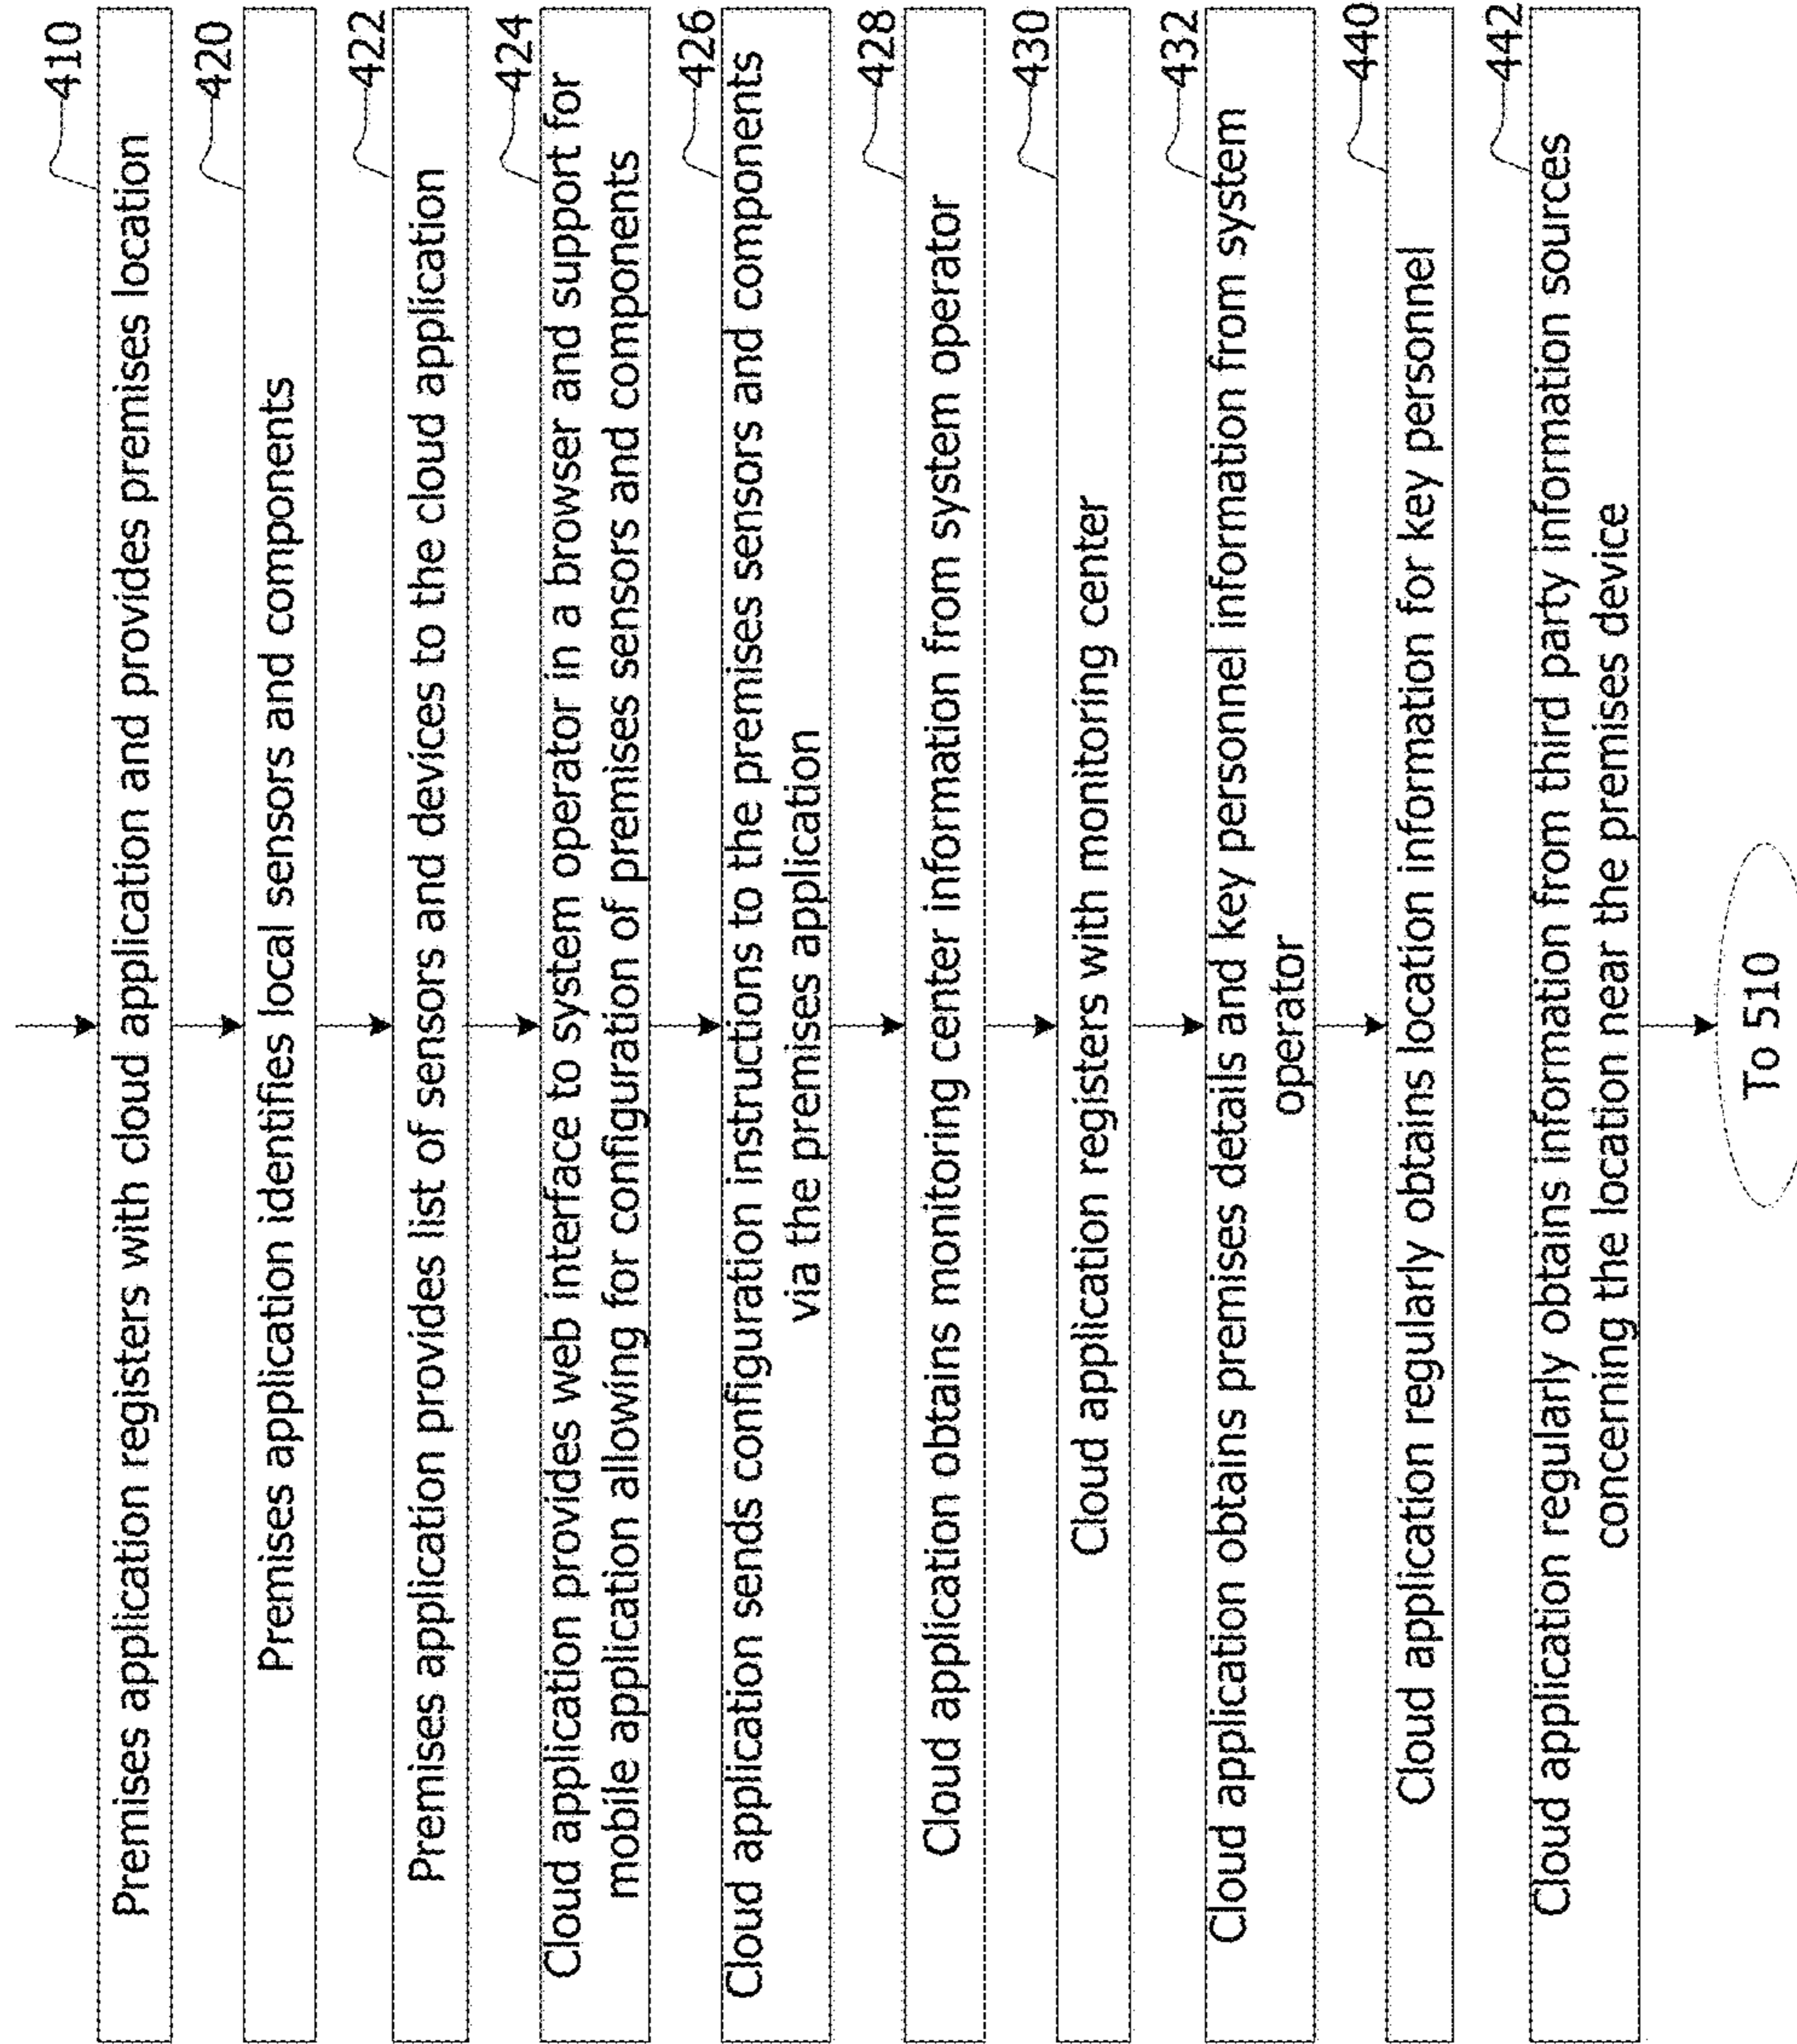 410
Premises application registers with cloud application and provides premises location
420
Premises application identifies local sensors and components
422
Premises application provides list of sensors and devices to the cloud application
424
Cloud application provides web interface to system operator in a browser and support for
mobile application allowing for configuration of premises sensors and components
426
Cloud application sends configuration instructions to the premises sensors and components
via the premises application
428
Cloud application obtains monitoring center information from system operator
430
Cloud application registers with monitoring center
432
Cloud application obtains premises details and key personnel information from system
operator
440
Cloud application regularly obtains location information for key personnel
442
Cloud application regularly obtains information from third party information sources
concerning the location near the premises device
To 510